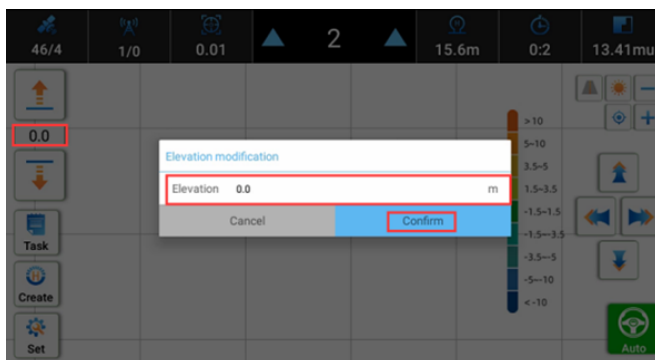 46/4
1/0
0.01
2
15.6m
0:2
13.41mu
0.0
Task
Create
Set
Elevation modification
Elevation 0.0 m
Cancel
Confirm
>10
5~10
3.5~5
1.5~3.5
-1.5~1.5
-1.5~-3.5
-3.5~-5
-5~-10
<-10
Auto